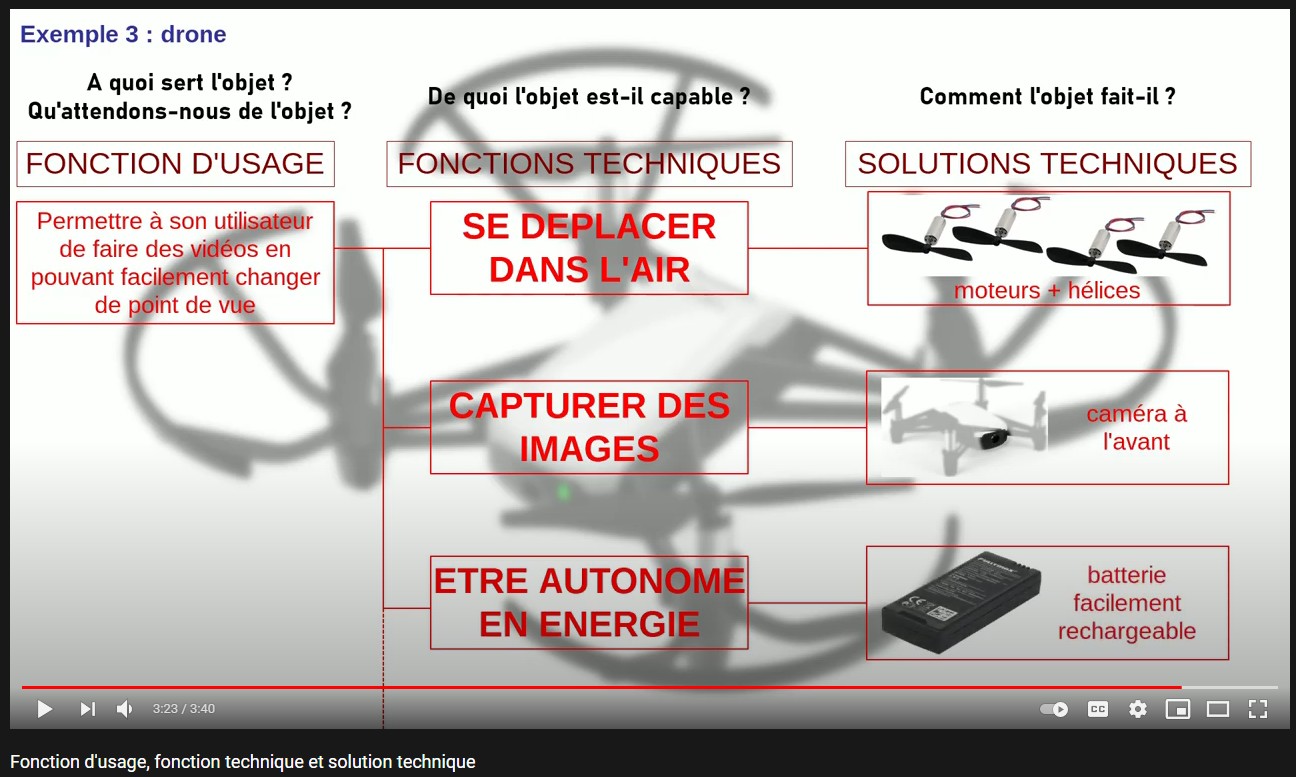 Exemple 3 : drone
A quoi sert l'objet ?
Qu'attendons-nous de l'objet ?
De quoi l'objet est-il capable ?
Comment l'objet fait-il ?
FONCTION D'USAGE
FONCTIONS TECHNIQUES
SOLUTIONS TECHNIQUES
Permettre à son utilisateur
de faire des vidéos en
pouvant facilement changer
de point de vue
SE DEPLACER
DANS L'AIR
moteurs + hélices
CAPTURER DES
IMAGES
caméra à
l'avant
ETRE AUTONOME
EN ENERGIE
batterie
facilement
rechargeable
3:23 / 3:40
CC
Fonction d'usage, fonction technique et solution technique